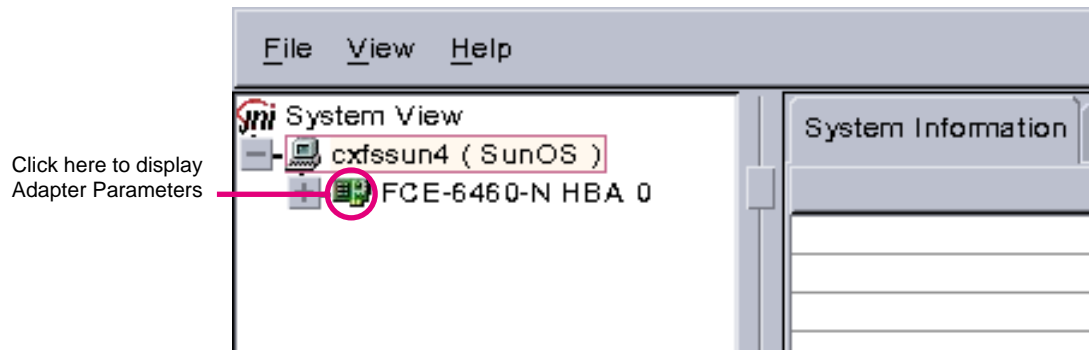 File View Help
JNI System View
System Information
cxfssun4 ( SunOS )
Click here to display
Adapter Parameters
FCE-6460-N HBA 0